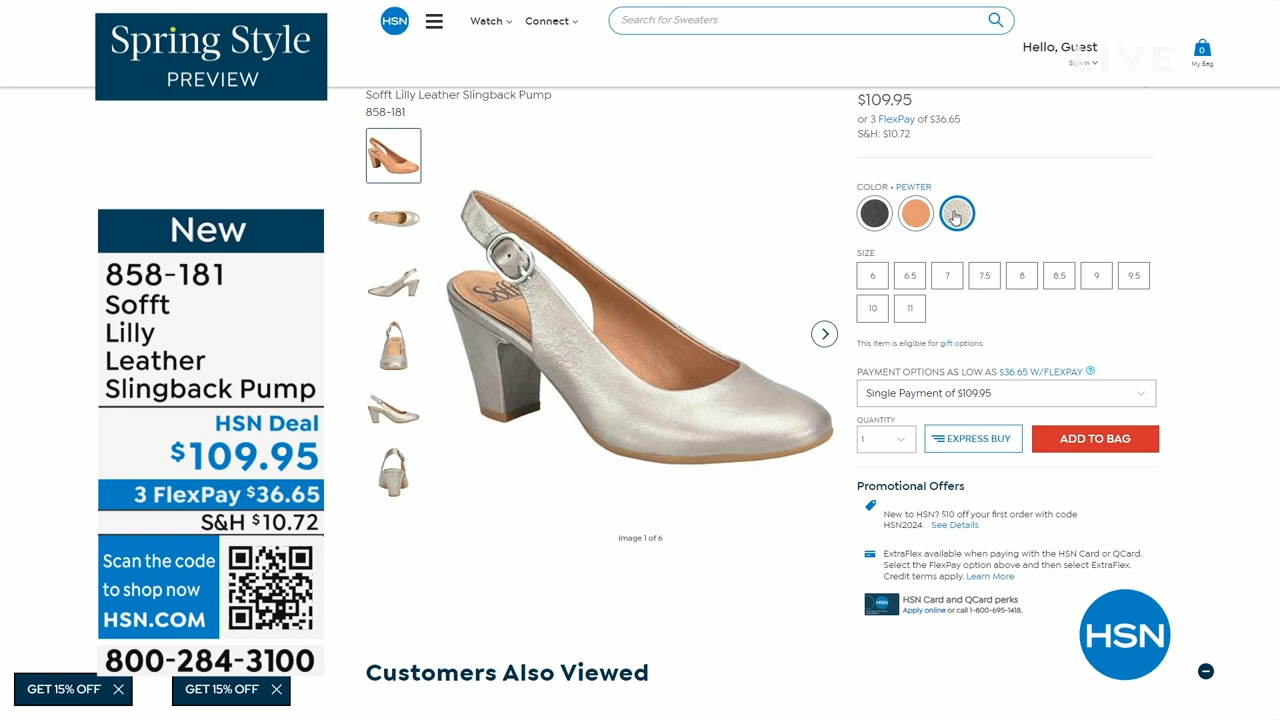 Spring Style
PREVIEW
HSN
Watch
Connect
Search for Sweaters
Hello, Guest
Sign In
LIVE
0
My Bag
New
858-181
Sofft
Lilly
Leather
Slingback Pump
HSN Deal
$109.95
3 FlexPay $36.65
S&H $10.72
Scan the code
to shop now
HSN.COM
800-284-3100
GET 15% OFF
GET 15% OFF
Sofft Lilly Leather Slingback Pump
858-181
Sofft
Image 1 of 6
$109.95
or 3 FlexPay of $36.65
S&H: $10.72
COLOR • PEWTER
SIZE
6 6.5 7 7.5 8 8.5 9 9.5
10 11
This item is eligible for gift options.
PAYMENT OPTIONS AS LOW AS $36.65 W/FLEXPAY ?
Single Payment of $109.95
QUANTITY
1
EXPRESS BUY
ADD TO BAG
Promotional Offers
New to HSN? $10 off your first order with code
HSN2024. See Details
ExtraFlex available when paying with the HSN Card or QCard.
Select the FlexPay option above and then select ExtraFlex.
Credit terms apply. Learn More
HSN
HSN Card and QCard perks
Apply online or call 1-800-695-1418.
HSN
Customers Also Viewed